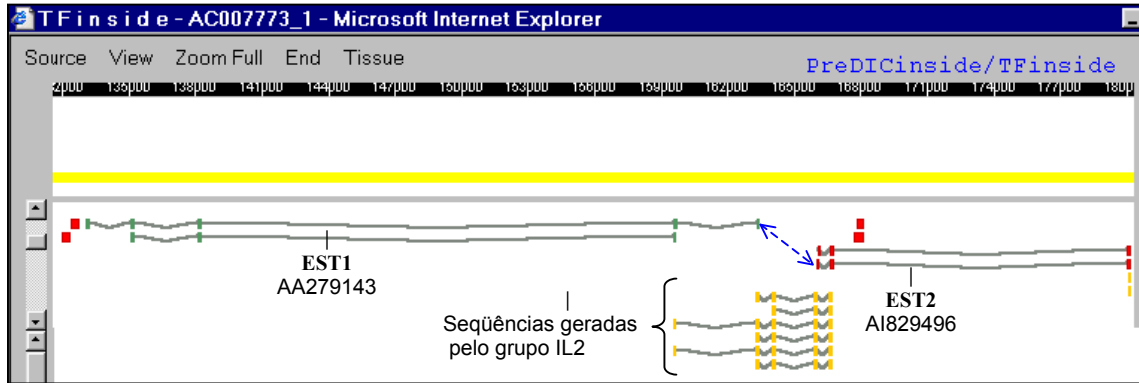 T F i n s i d e - AC007773_1 - Microsoft Internet Explorer
Source View Zoom Full End Tissue
PreDICinside/TFinside
135000 138000 141000 144000 147000 150000 153000 156000 159000 162000 165000 168000 171000 174000 177000
EST1
AA279143
EST2
AI829496
Seqüências geradas
pelo grupo IL2